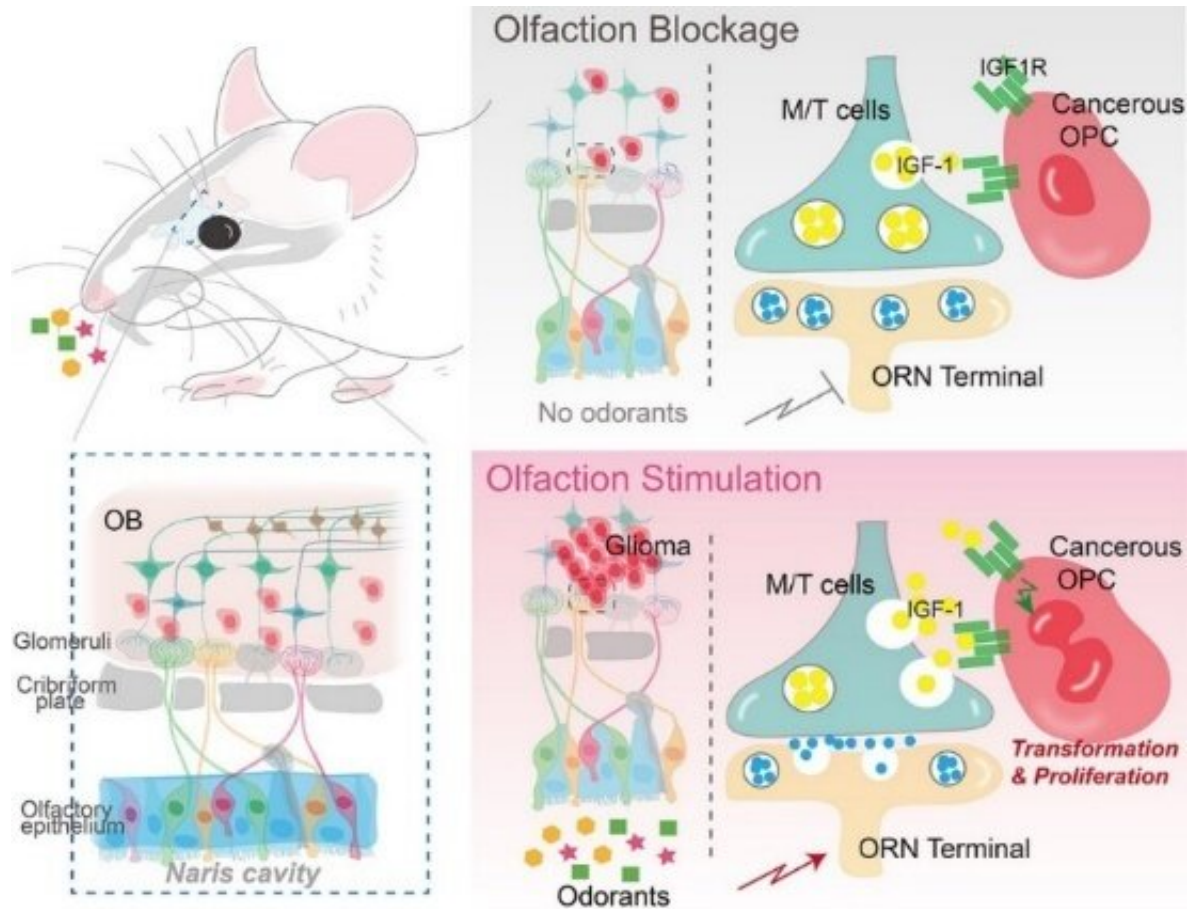 Olfaction Blockage
IGF1R
M/T cells
Cancerous
OPC
IGF-1
ORN Terminal
No odorants
OB
Glomeruli
Cribriform
plate
Olfactory
epithelium
Naris cavity
Olfaction Stimulation
Glioma
M/T cells
Cancerous
OPC
IGF-1
Transformation
& Proliferation
ORN Terminal
Odorants